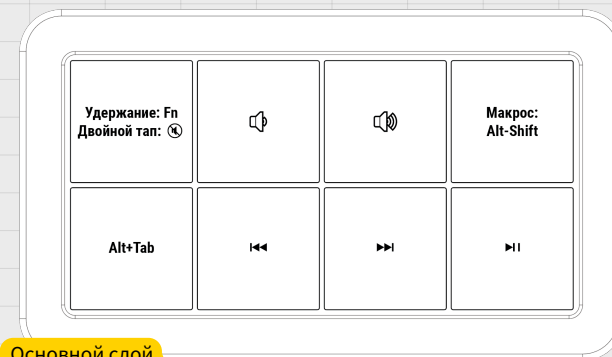 Удержание: Fn
Двойной тап:
Макрос:
Alt-Shift
Alt+Tab
Основной слой